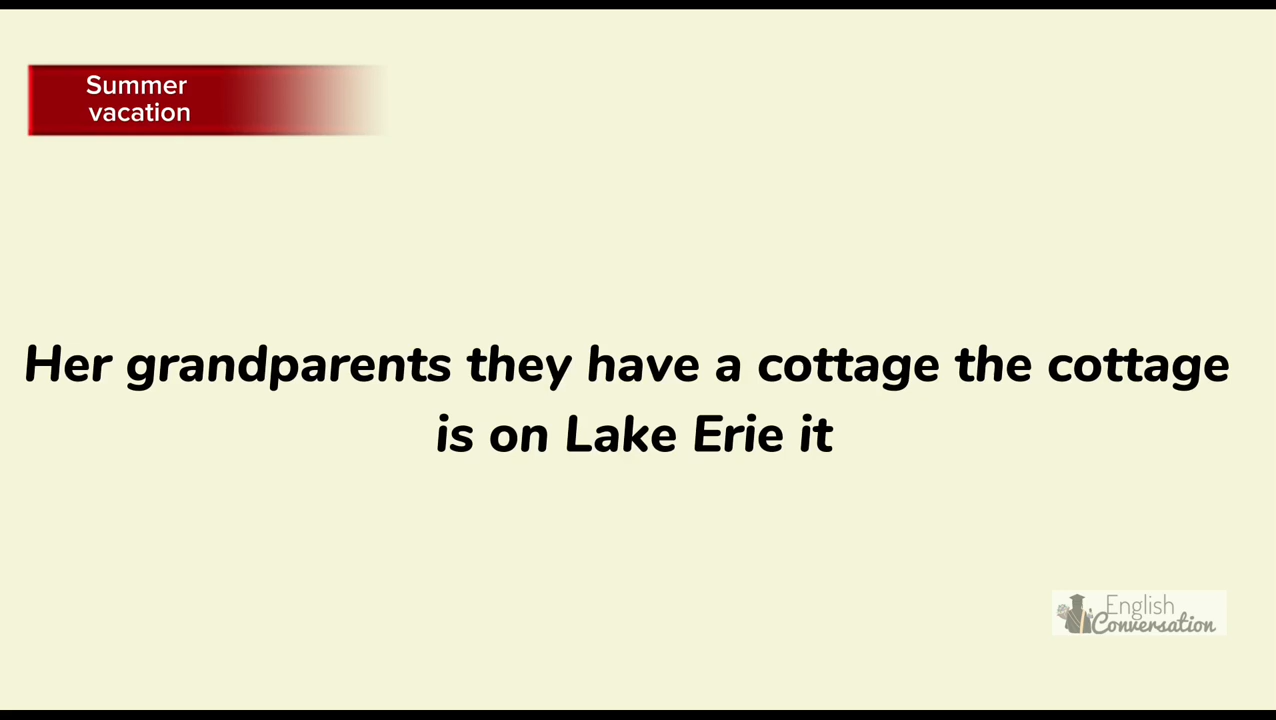 Summer
vacation
Her grandparents they have a cottage the cottage
is on Lake Erie it
English
Conversation